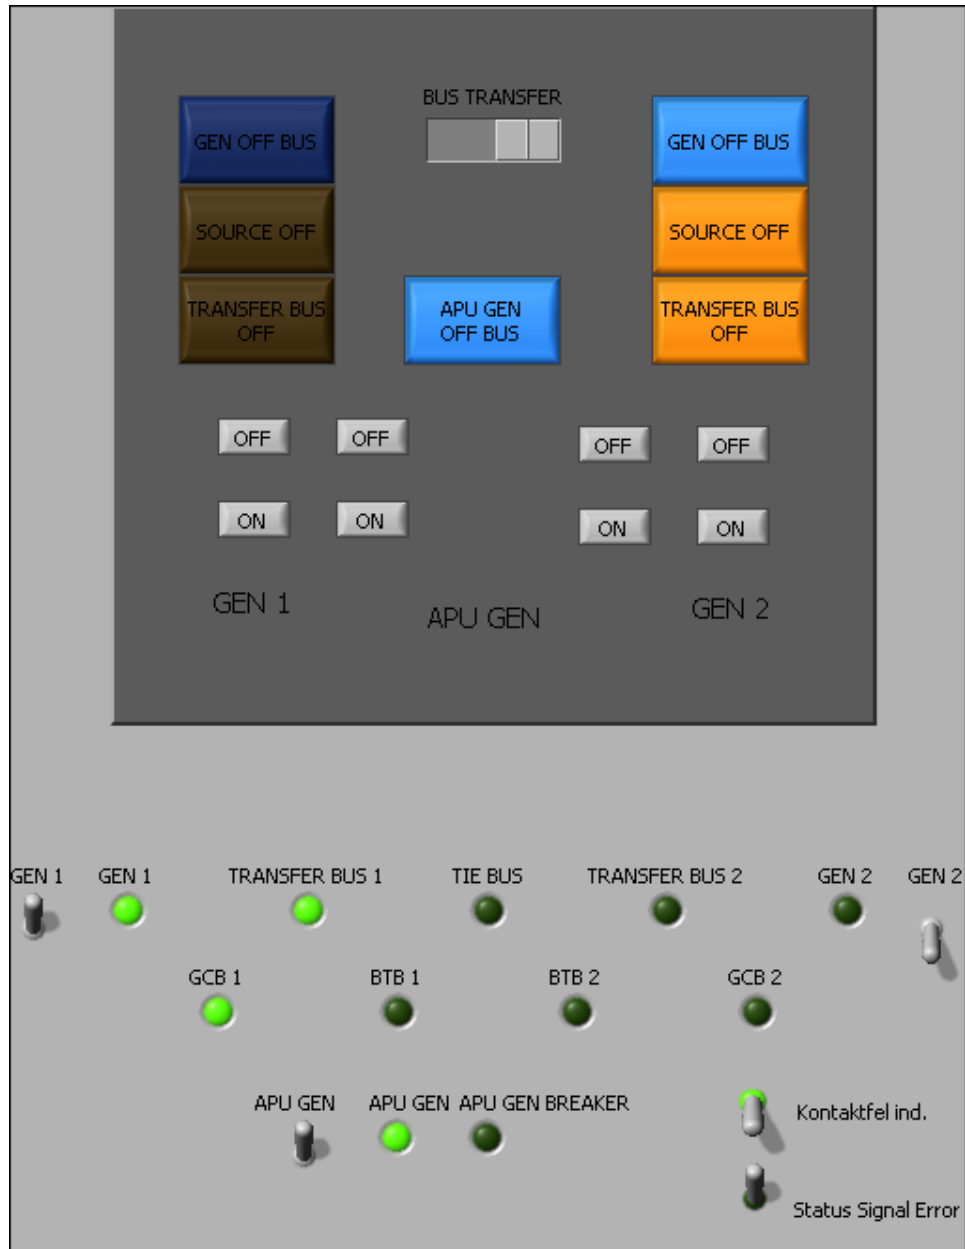 BUS TRANSFER
GEN OFF BUS
GEN OFF BUS
SOURCE OFF
SOURCE OFF
TRANSFER BUS
OFF
APU GEN
OFF BUS
TRANSFER BUS
OFF
OFF
OFF
OFF
OFF
ON
ON
ON
ON
GEN 1
APU GEN
GEN 2
GEN 1
GEN 1
TRANSFER BUS 1
TIE BUS
TRANSFER BUS 2
GEN 2
GEN 2
GCB 1
BTB 1
BTB 2
GCB 2
APU GEN
APU GEN
APU GEN BREAKER
Kontaktfel ind.
Status Signal Error